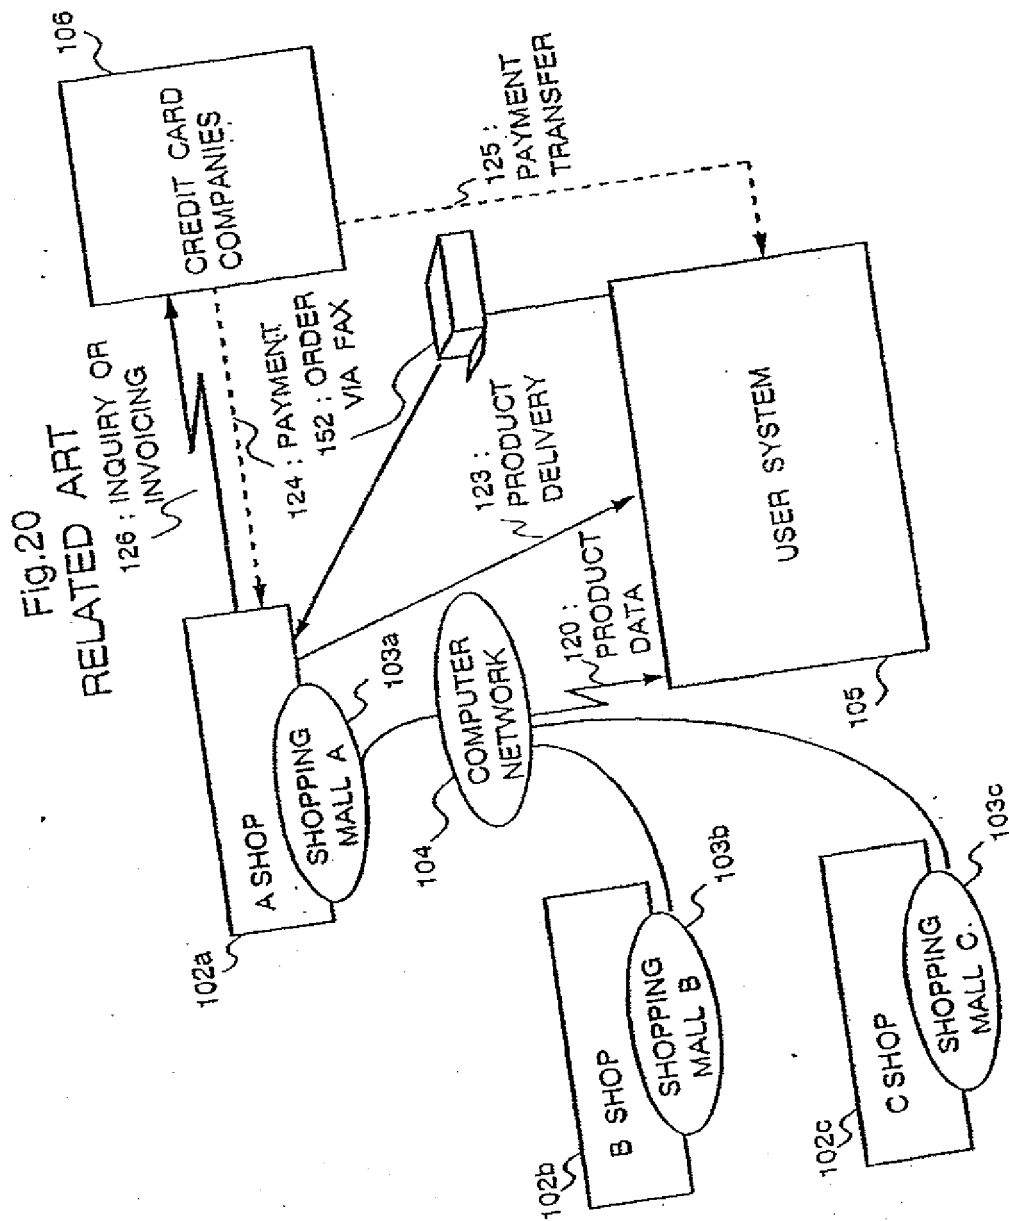 Fig.20
RELATED ART
106
CREDIT CARD
COMPANIES
126 : INQUIRY OR
INVOICING
124 : PAYMENT
152 : ORDER
VIA FAX
125 :
PAYMENT
TRANSFER
102a
A SHOP
SHOPPING
MALL A
103a
123 :
PRODUCT
DELIVERY
104
COMPUTER
NETWORK
120 :
PRODUCT
DATA
USER SYSTEM
105
102b
B SHOP
SHOPPING
MALL B
103b
102c
C SHOP
SHOPPING
MALL C.
103c